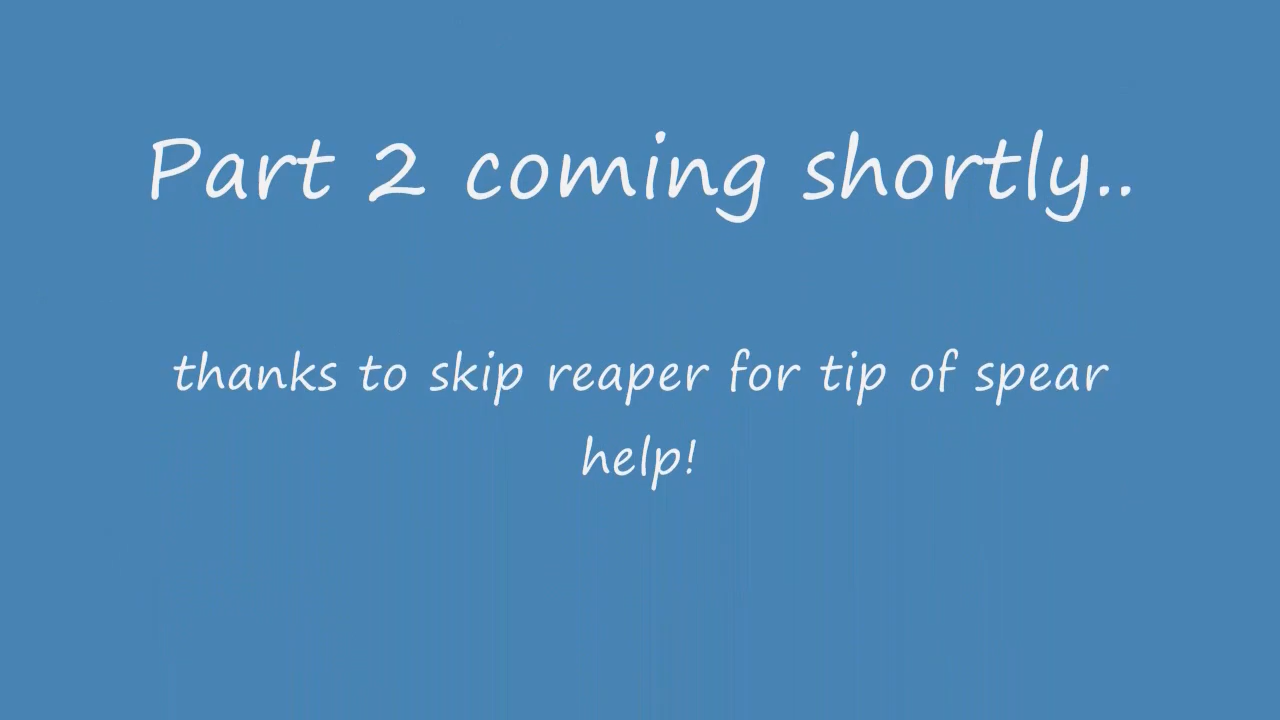 Part 2 coming shortly..
thanks to skip reaper for tip of spear
help!